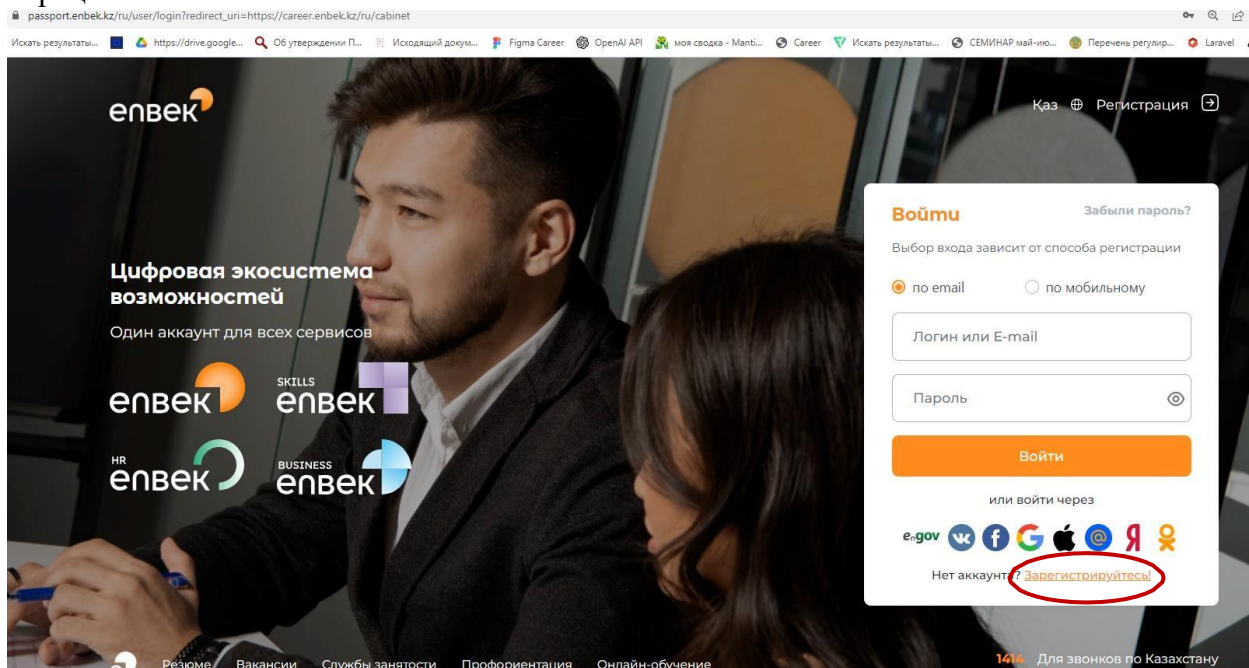 passport.enbek.kz/ru/user/login?redirect_uri=https://career.enbek.kz/ru/cabinet
Искать результаты... https://drive.google... Об утверждении П... Исходящий докум... Figma Career OpenAI API моя сводка - Manti... Career Искать результаты... СЕМИНАР май-ию... Перечень регулир... Laravel
enbek
Қаз Регистрация
Войти Забыли пароль?
Выбор входа зависит от способа регистрации
по email по мобильному
Логин или E-mail
Пароль
Войти
или войти через
e.gov
Нет аккаунта? Зарегистрируйтесь!
Цифровая экосистема
возможностей
Один аккаунт для всех сервисов
enbek
SKILLS
enbek
HR
enbek
BUSINESS
enbek
Резюме Вакансии Службы занятости Профориентация Онлайн-обучение
1414 Для звонков по Казахстану